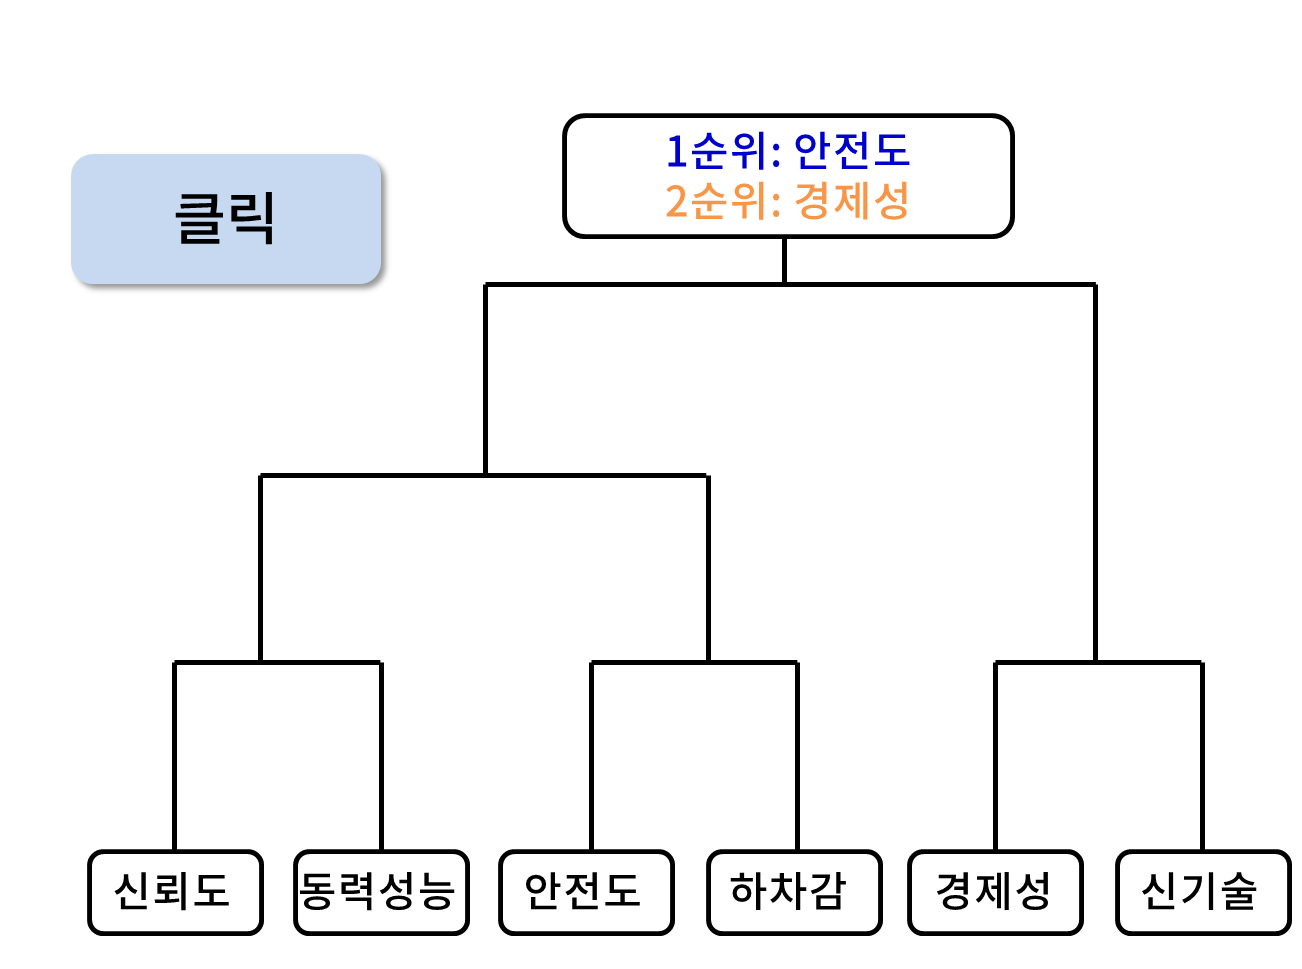 클릭
1순위: 안전도
2순위: 경제성
신뢰도
동력성능
안전도
하차감
경제성
신기술